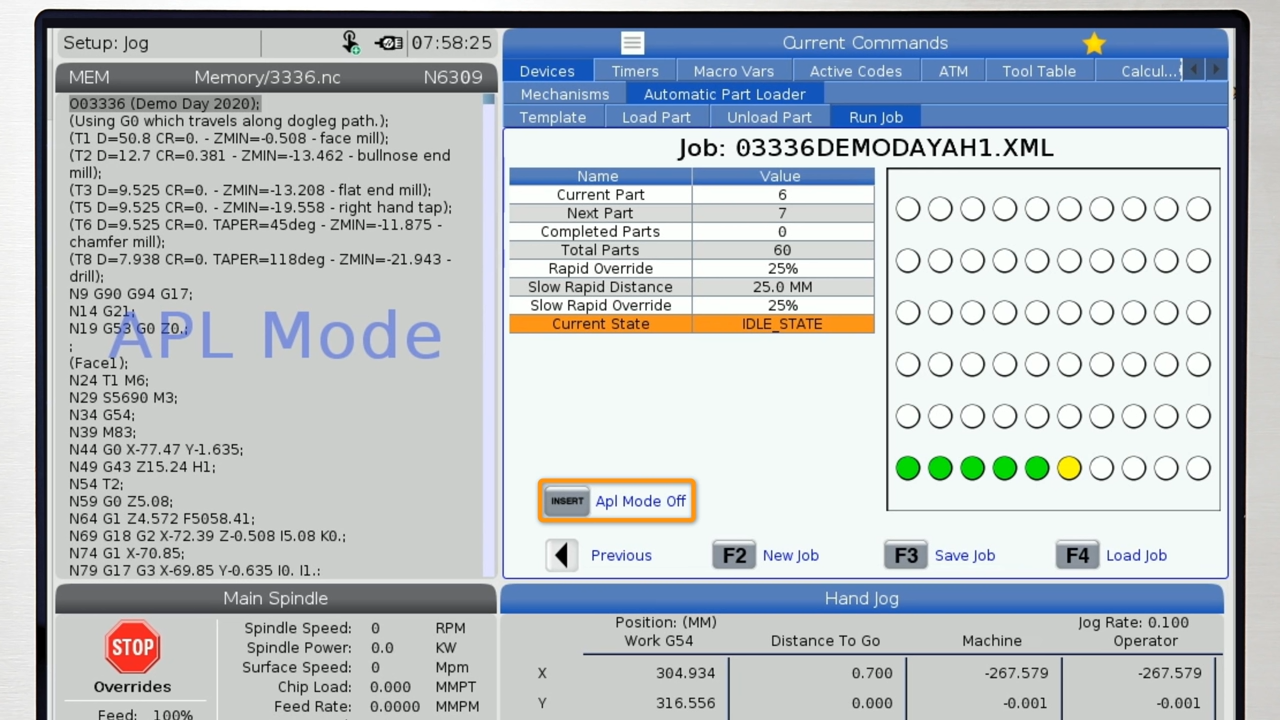 Setup: Jog
07:58:25
MEM Memory/3336.nc N6309
O03336 (Demo Day 2020);
(Using G0 which travels along dogleg path.);
(T1 D=50.8 CR=0. - ZMIN=-0.508 - face mill);
(T2 D=12.7 CR=0.381 - ZMIN=-13.462 - bullnose end
mill);
(T3 D=9.525 CR=0. - ZMIN=-13.208 - flat end mill);
(T5 D=9.525 CR=0. - ZMIN=-19.558 - right hand tap);
(T6 D=9.525 CR=0. TAPER=45deg - ZMIN=-11.875 -
chamfer mill);
(T8 D=7.938 CR=0. TAPER=118deg - ZMIN=-21.943 -
drill);
N9 G90 G94 G17;
N14 G21;
N19 G53 G0 Z0.;
;
(Face1);
N24 T1 M6;
N29 S5690 M3;
N34 G54;
N39 M83;
N44 G0 X-77.47 Y-1.635;
N49 G43 Z15.24 H1;
N54 T2;
N59 G0 Z5.08;
N64 G1 Z4.572 F5058.41;
N69 G18 G2 X-72.39 Z-0.508 I5.08 K0.;
N74 G1 X-70.85;
N79 G17 G3 X-69.85 Y-0.635 I0. I1.;
APL Mode
Current Commands
Devices Timers Macro Vars Active Codes ATM Tool Table Calcul...
Mechanisms Automatic Part Loader
Template Load Part Unload Part Run Job
Job: 03336DEMODAYAH1.XML
Name Value
Current Part 6
Next Part 7
Completed Parts 0
Total Parts 60
Rapid Override 25%
Slow Rapid Distance 25.0 MM
Slow Rapid Override 25%
Current State IDLE_STATE
INSERT Apl Mode Off
Previous F2 New Job F3 Save Job F4 Load Job
Main Spindle
STOP
Overrides
Feed: 100%
Spindle Speed: 0 RPM
Spindle Power: 0.0 KW
Surface Speed: 0 Mpm
Chip Load: 0.000 MMPT
Feed Rate: 0.0000 MMPM
Hand Jog
Position: (MM) Jog Rate: 0.100
Work G54 Distance To Go Machine Operator
X 304.934 0.700 -267.579 -267.579
Y 316.556 0.000 -0.001 -0.001